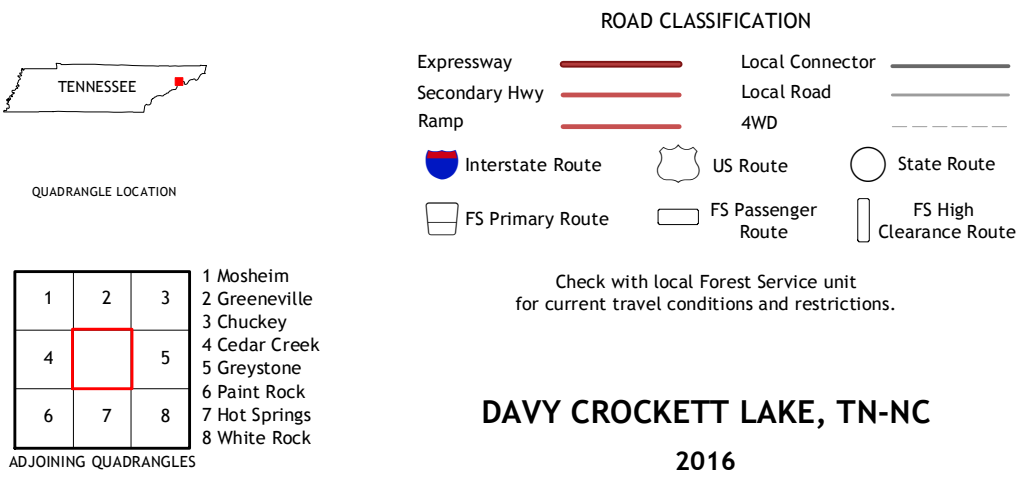 TENNESSEE
QUADRANGLE LOCATION
1 2 3
4 5
6 7 8
1 Mosheim
2 Greeneville
3 Chuckey
4 Cedar Creek
5 Greystone
6 Paint Rock
7 Hot Springs
8 White Rock
ADJOINING QUADRANGLES
ROAD CLASSIFICATION
Expressway
Secondary Hwy
Ramp
Local Connector
Local Road
4WD
Interstate Route
US Route
State Route
FS Primary Route
FS Passenger
Route
FS High
Clearance Route
Check with local Forest Service unit
for current travel conditions and restrictions.
DAVY CROCKETT LAKE, TN-NC
2016